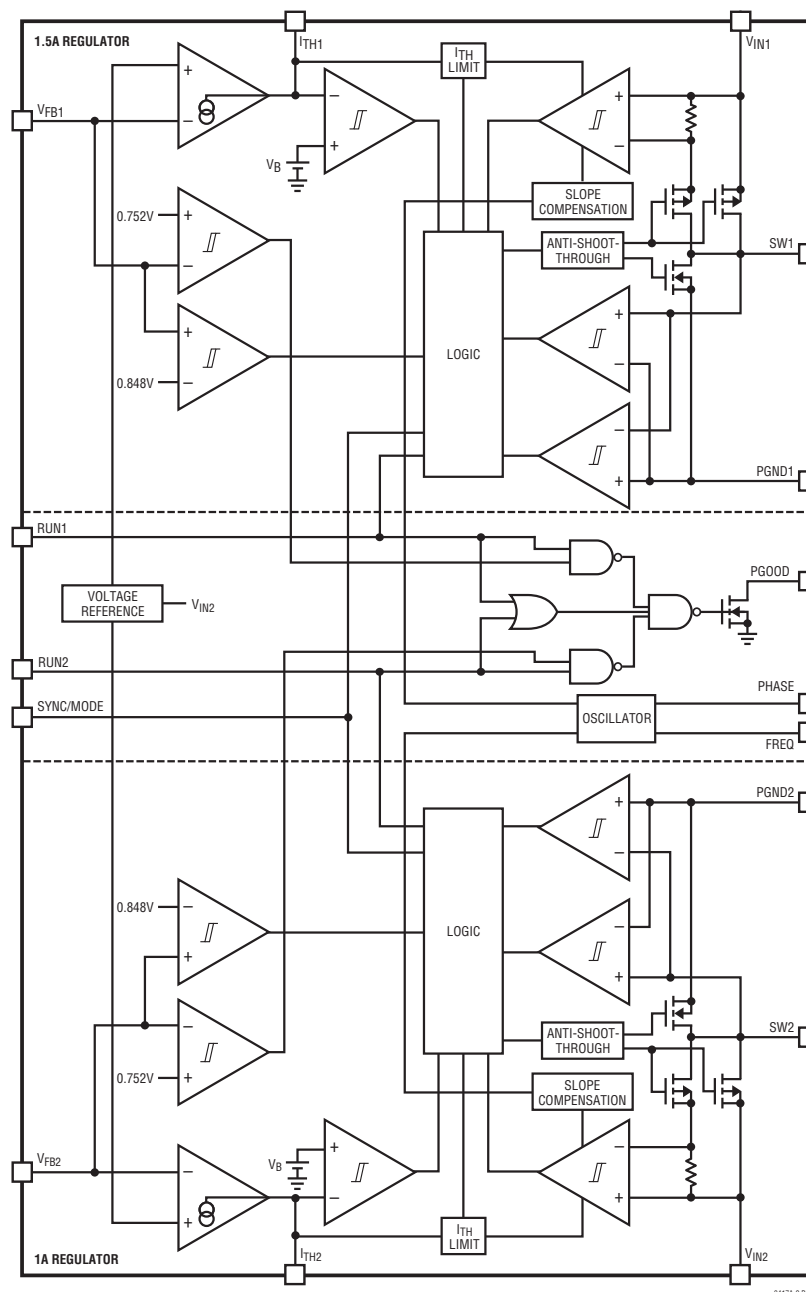 1.5A REGULATOR
ITH1
VIN1
ITH
LIMIT
+
−
VFB1
−
+
+
−
VB
SLOPE
COMPENSATION
0.752V
+
−
ANTI-SHOOT-
THROUGH
SW1
+
−
0.848V
LOGIC
+
−
−
+
PGND1
RUN1
PGOOD
VOLTAGE
REFERENCE
VIN2
RUN2
SYNC/MODE
PHASE
OSCILLATOR
FREQ
PGND2
+
−
0.848V
−
+
LOGIC
−
+
−
+
0.752V
ANTI-SHOOT-
THROUGH
SW2
SLOPE
COMPENSATION
VFB2
−
+
VB
+
−
−
+
ITH
LIMIT
1A REGULATOR
ITH2
VIN2